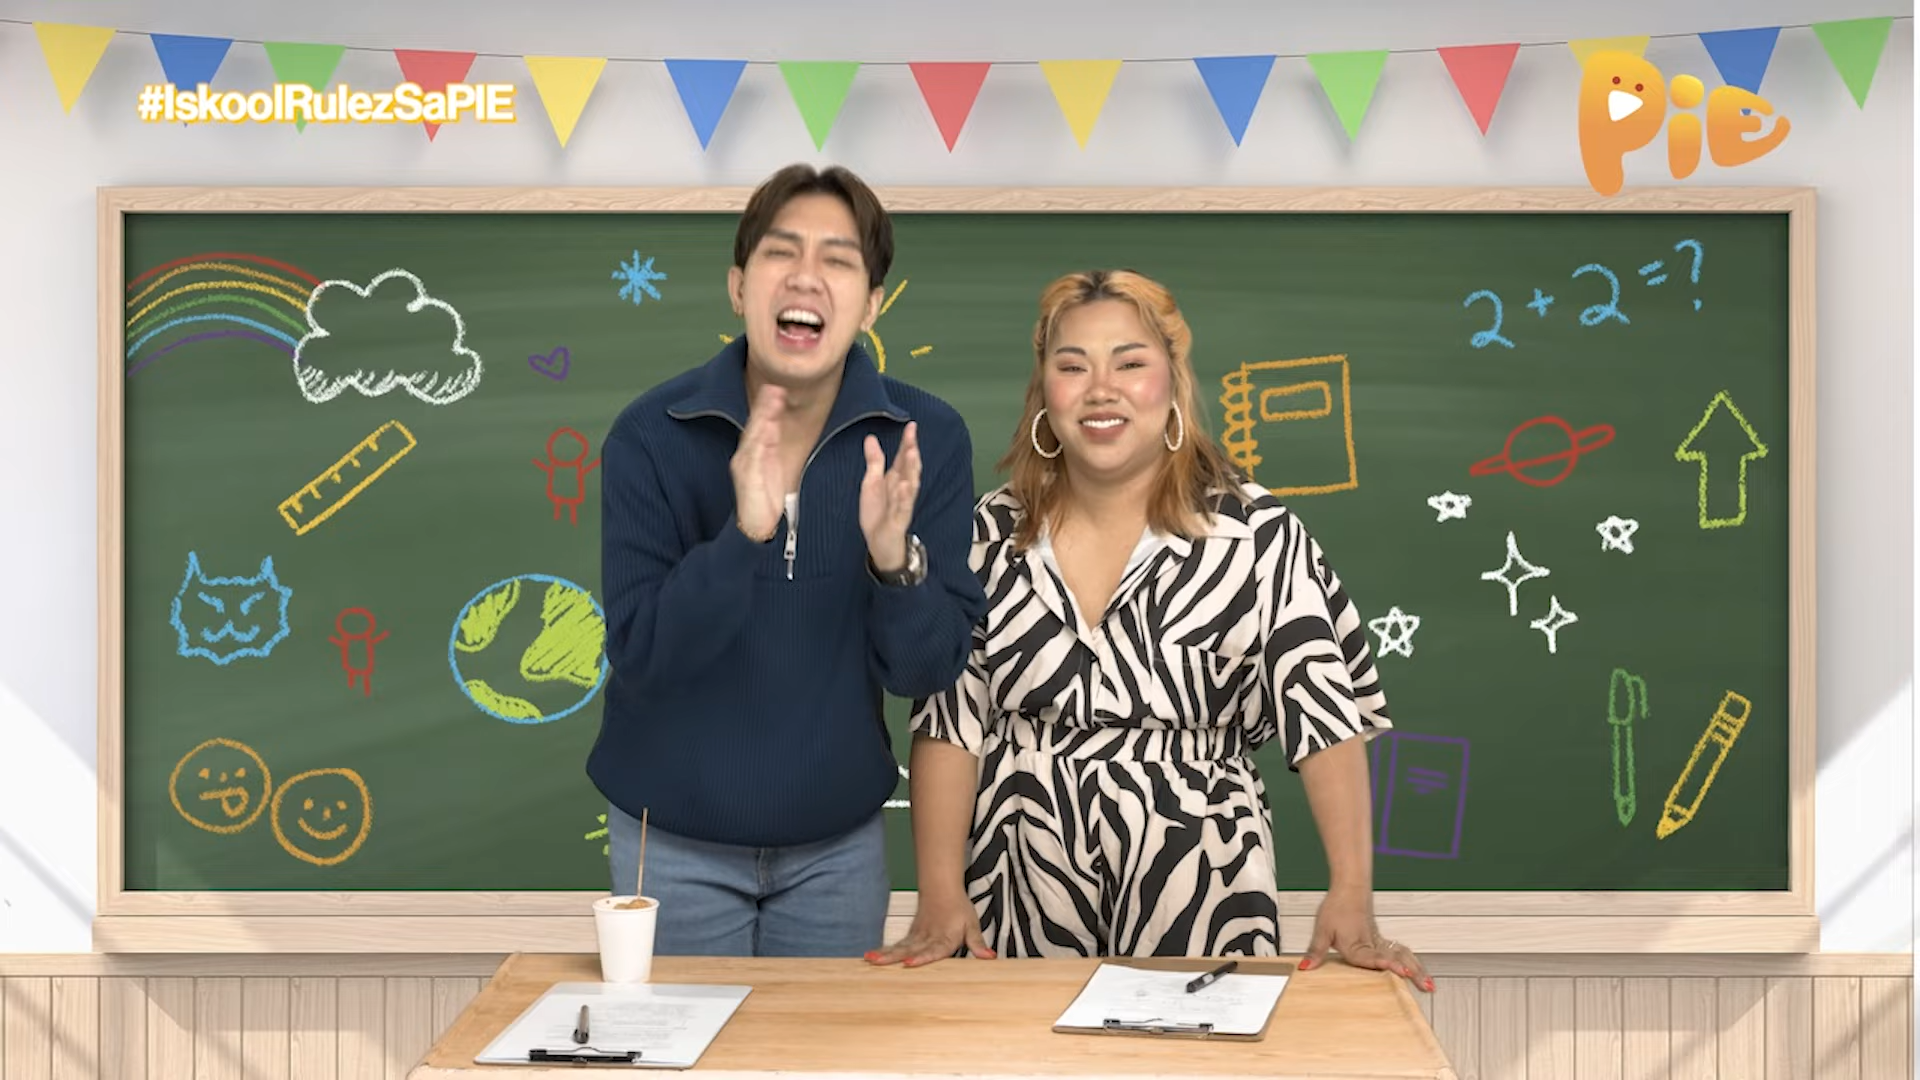 #IskoolRulezSaPIE
PiE
2 + 2 = ?